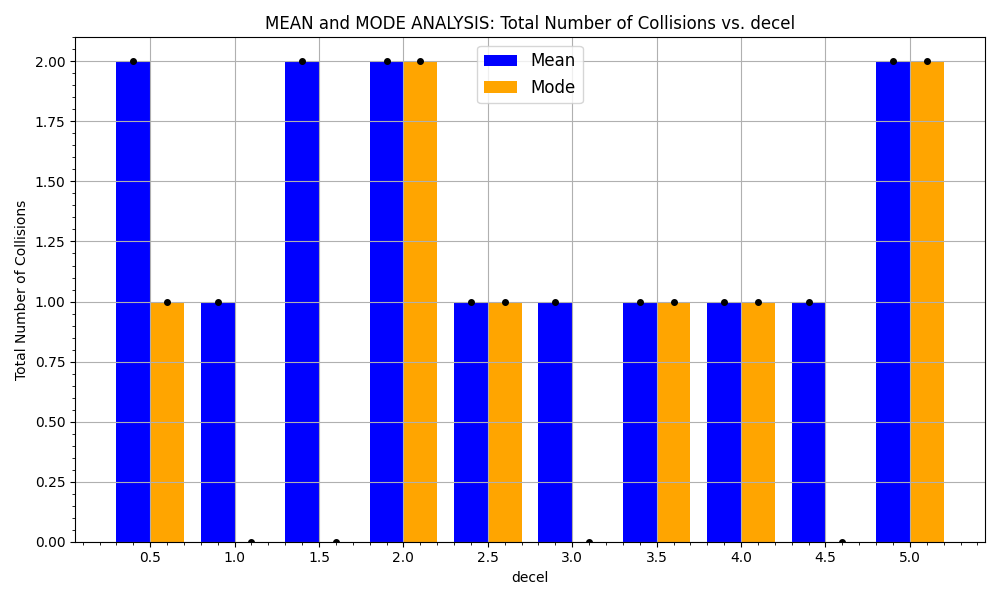 MEAN and MODE ANALYSIS: Total Number of Collisions vs. decel
Mean
Mode
Total Number of Collisions
2.00
1.75
1.50
1.25
1.00
0.75
0.50
0.25
0.00
0.5 1.0 1.5 2.0 2.5 3.0 3.5 4.0 4.5 5.0
decel